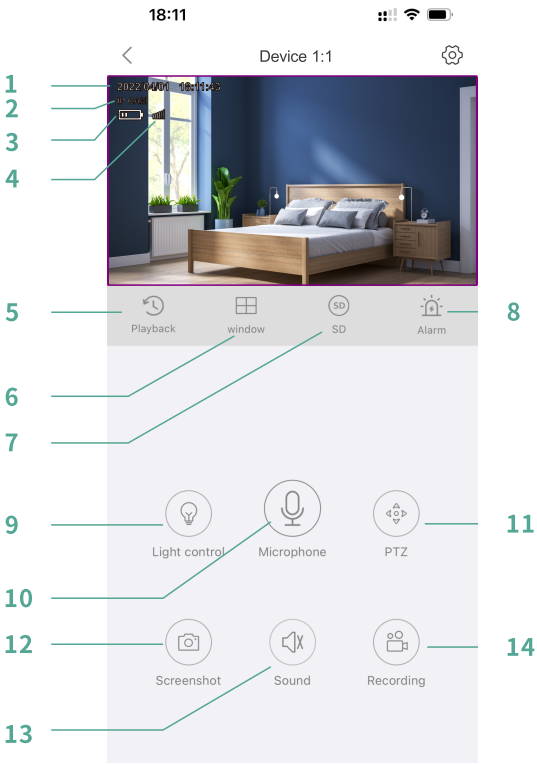 18:11
Device 1:1
1
2022/04/01 18:11:43
2
3
4
5
Playback
window
SD
SD
Alarm
8
6
7
9
Light control
Microphone
PTZ
11
10
12
Screenshot
Sound
Recording
14
13